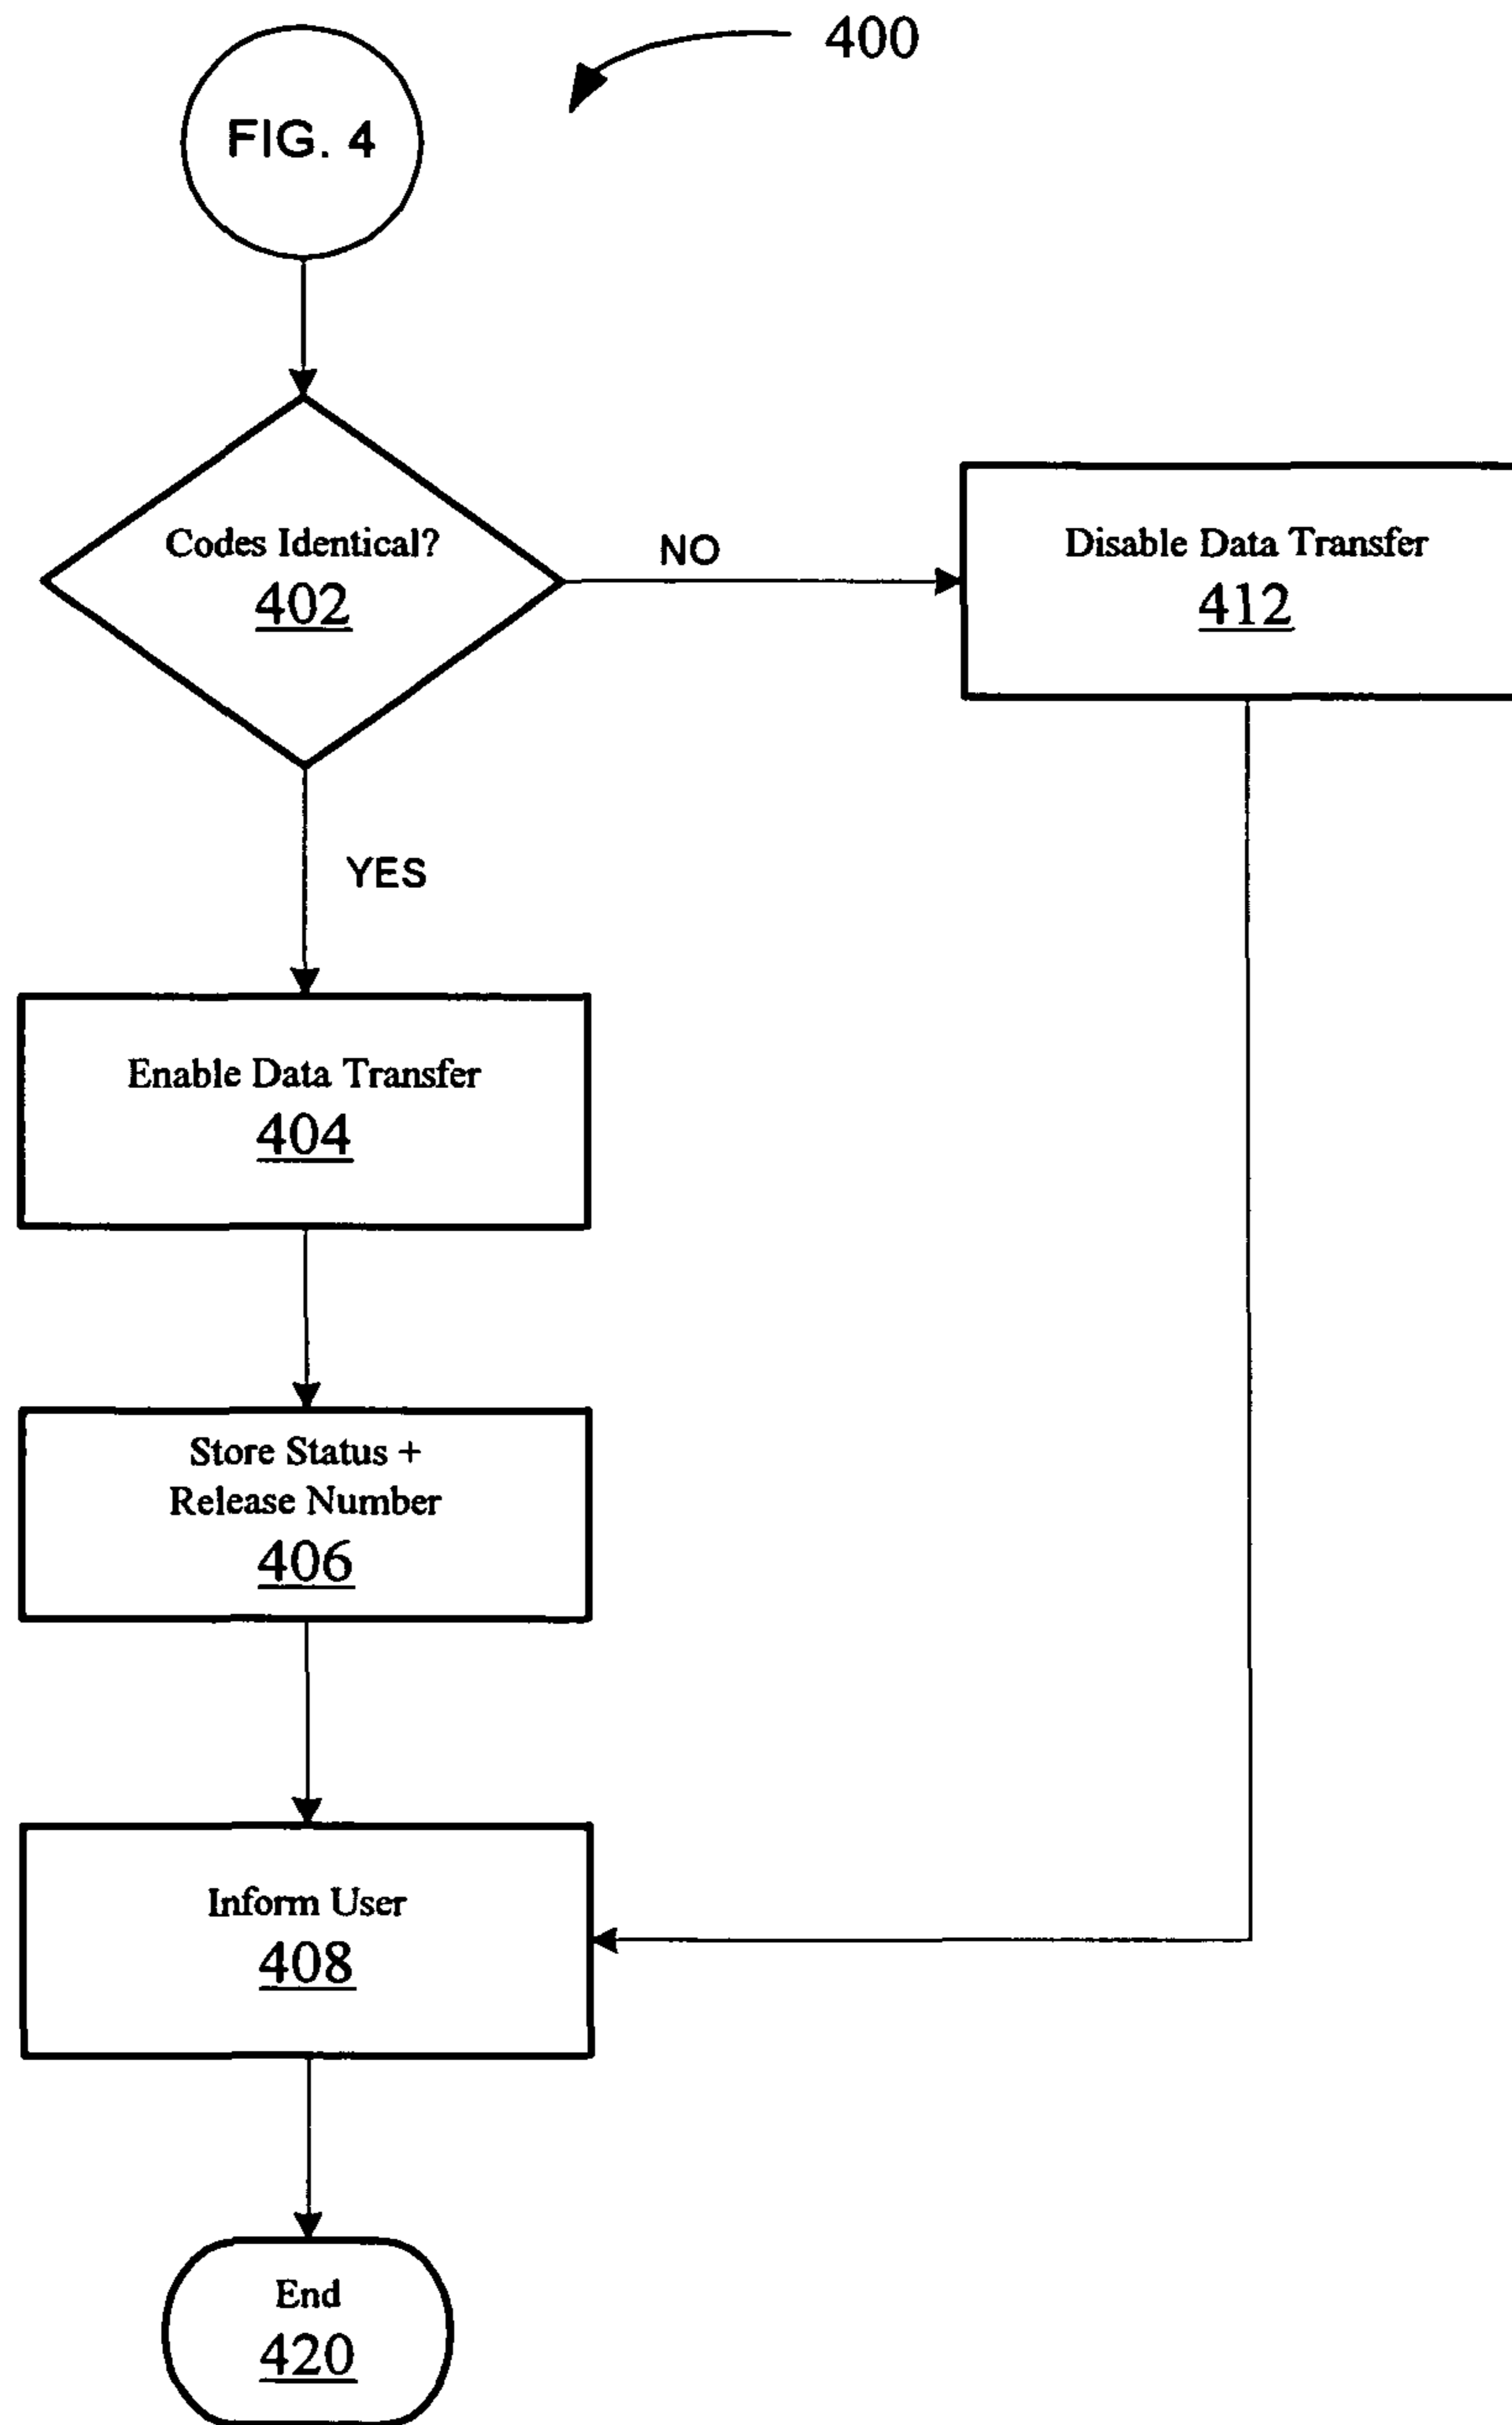 400
FIG. 4
Codes Identical?
402
NO
Disable Data Transfer
412
YES
Enable Data Transfer
404
Store Status +
Release Number
406
Inform User
408
End
420